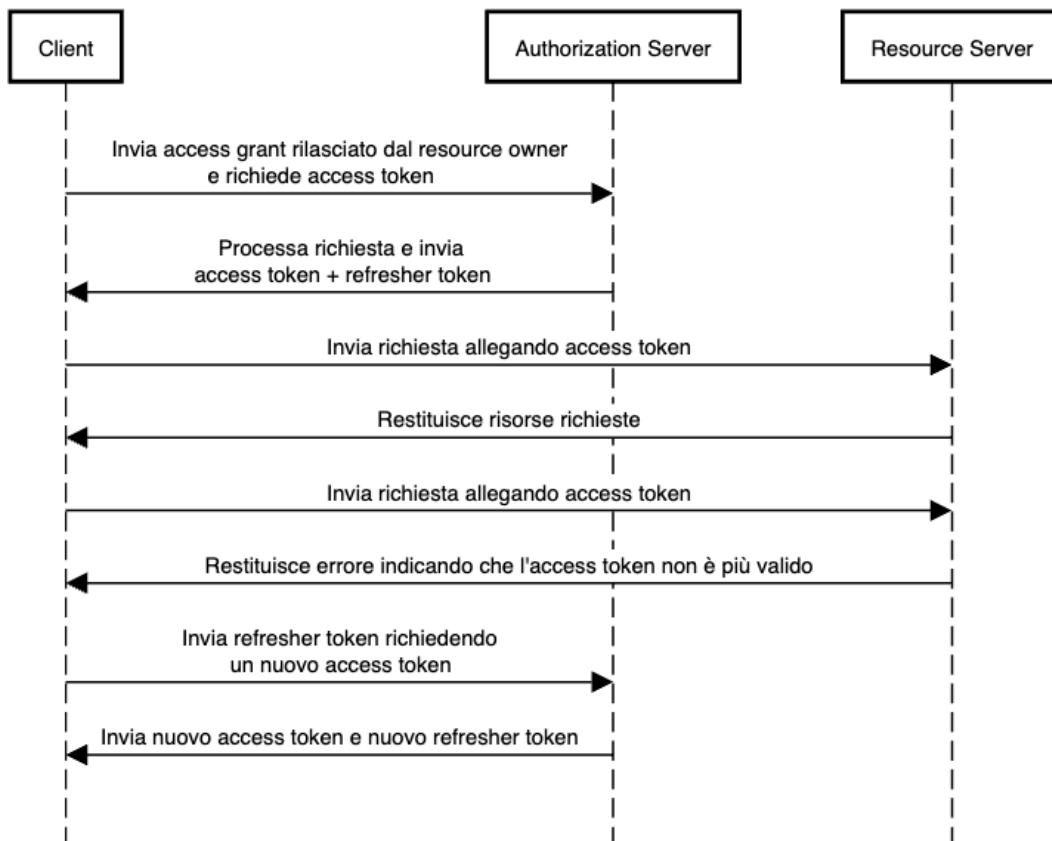 Client
Authorization Server
Resource Server
Invia access grant rilasciato dal resource owner
e richiede access token
Processa richiesta e invia
access token + refresher token
Invia richiesta allegando access token
Restituisce risorse richieste
Invia richiesta allegando access token
Restituisce errore indicando che l'access token non è più valido
Invia refresher token richiedendo
un nuovo access token
Invia nuovo access token e nuovo refresher token